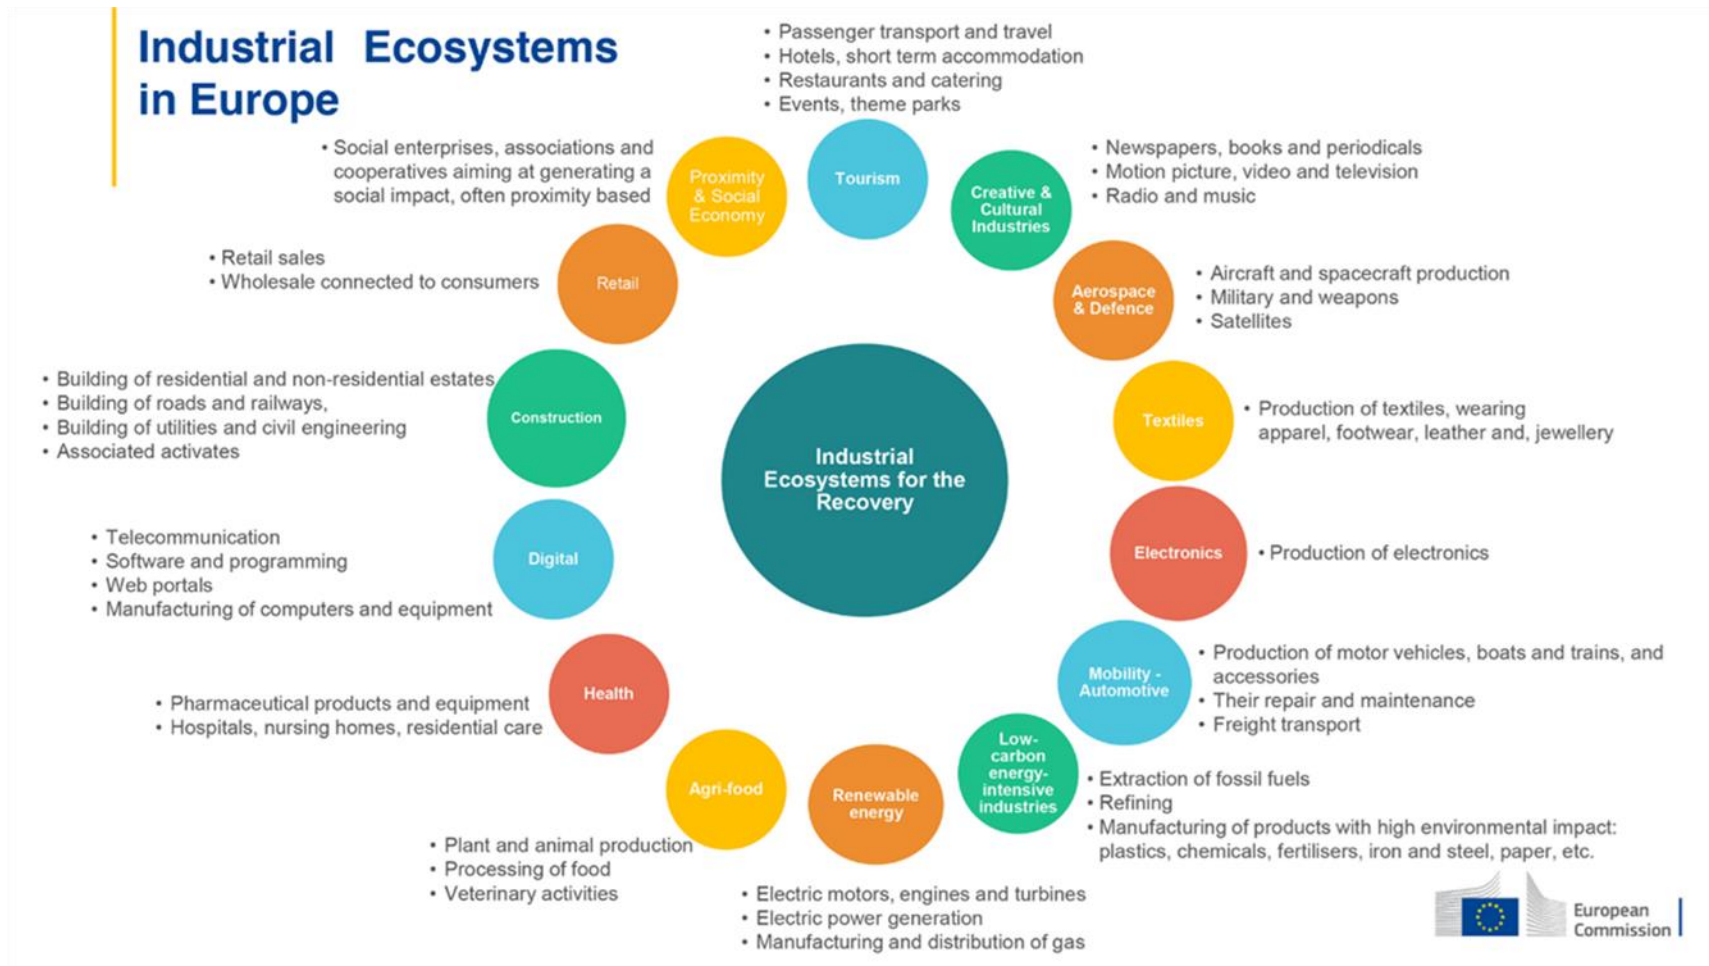 Industrial Ecosystems
in Europe
• Passenger transport and travel
• Hotels, short term accommodation
• Restaurants and catering
• Events, theme parks
Tourism
• Newspapers, books and periodicals
• Motion picture, video and television
• Radio and music
Creative &
Cultural
Industries
• Aircraft and spacecraft production
• Military and weapons
• Satellites
Aerospace
& Defence
• Production of textiles, wearing
apparel, footwear, leather and, jewellery
Textiles
• Production of electronics
Electronics
• Production of motor vehicles, boats and trains, and
accessories
• Their repair and maintenance
• Freight transport
Mobility -
Automotive
Low-
carbon
energy-
intensive
industries
• Extraction of fossil fuels
• Refining
• Manufacturing of products with high environmental impact:
plastics, chemicals, fertilisers, iron and steel, paper, etc.
Renewable
energy
• Electric motors, engines and turbines
• Electric power generation
• Manufacturing and distribution of gas
Agri-food
• Plant and animal production
• Processing of food
• Veterinary activities
Health
• Pharmaceutical products and equipment
• Hospitals, nursing homes, residential care
Digital
• Telecommunication
• Software and programming
• Web portals
• Manufacturing of computers and equipment
Construction
• Building of residential and non-residential estates
• Building of roads and railways,
• Building of utilities and civil engineering
• Associated activates
Retail
• Retail sales
• Wholesale connected to consumers
Proximity
& Social
Economy
• Social enterprises, associations and
cooperatives aiming at generating a
social impact, often proximity based
Industrial
Ecosystems for the
Recovery
European
Commission